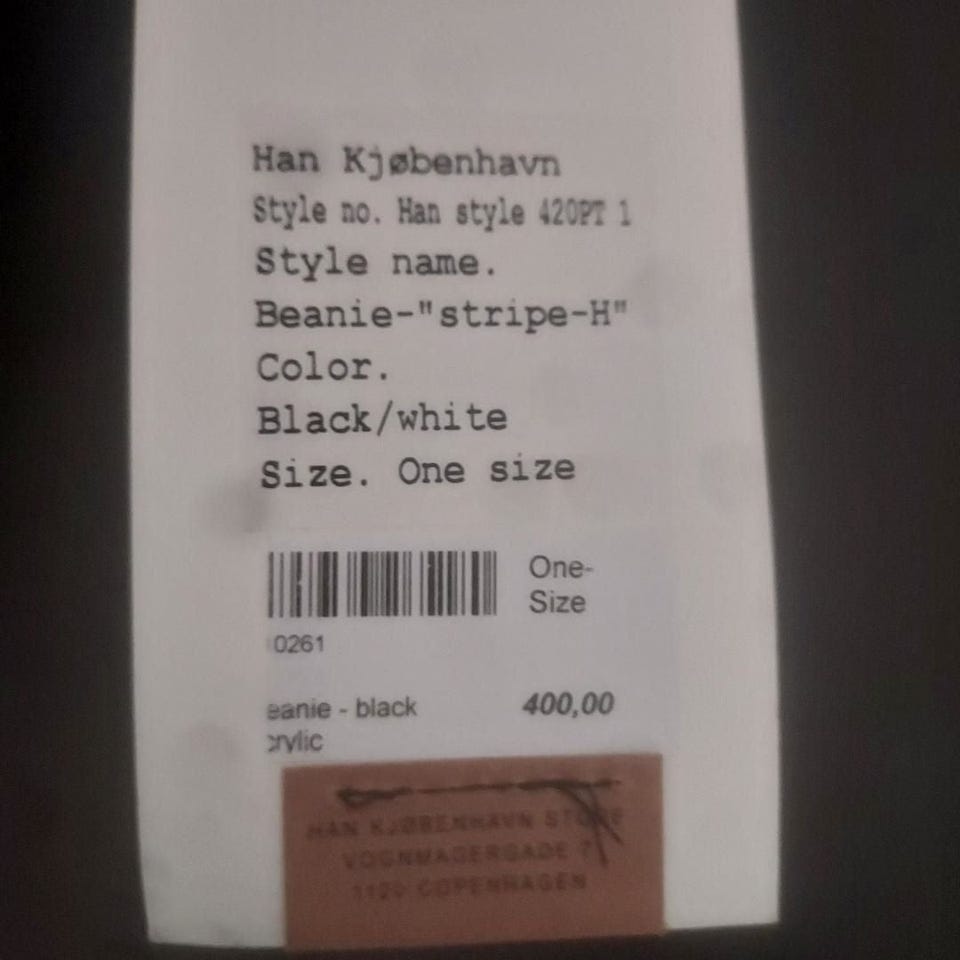 Han Kjøbenhavn
Style no. Han style 420PT 1
Style name.
Beanie-"stripe-H"
Color.
Black/white
Size. One size
One-
Size
0261
eanie - black
400,00
crylic
HAN KJØBENHAVN STORE
VOGNMAGERGADE 7
1120 COPENHAGEN